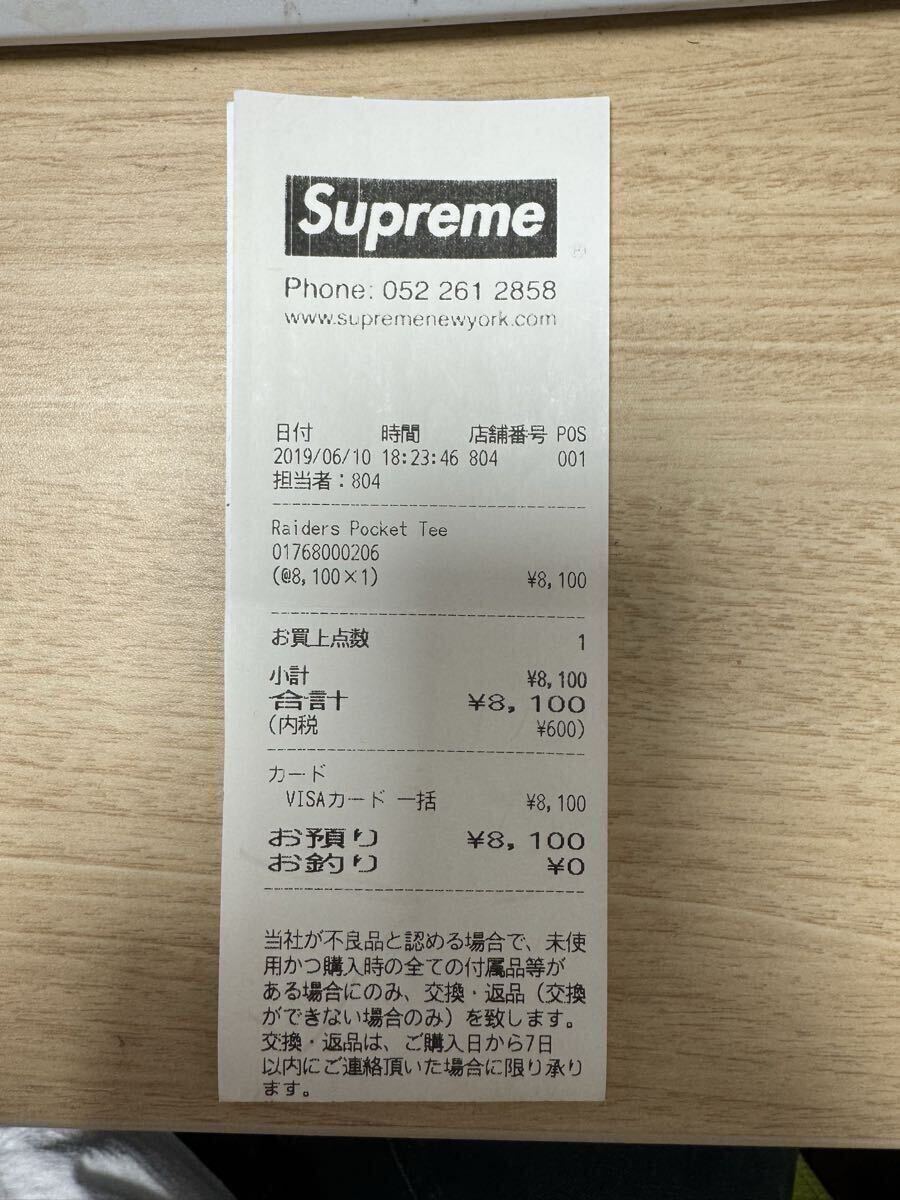 Supreme
®
Phone: 052 261 2858
www.supremenewyork.com
日付 時間 店舗番号 POS
2019/06/10 18:23:46 804 001
担当者:804
Raiders Pocket Tee
01768000206
(@8,100×1) ¥8,100
お買上点数 1
小計 ¥8,100
合計 ¥8,100
(内税 ¥600)
カード
VISAカード 一括 ¥8,100
お預り ¥8,100
お釣り ¥0
当社が不良品と認める場合で、未使
用かつ購入時の全ての付属品等が
ある場合にのみ、交換・返品(交換
ができない場合のみ)を致します。
交換・返品は、ご購入日から7日
以内にご連絡頂いた場合に限り承り
ます。